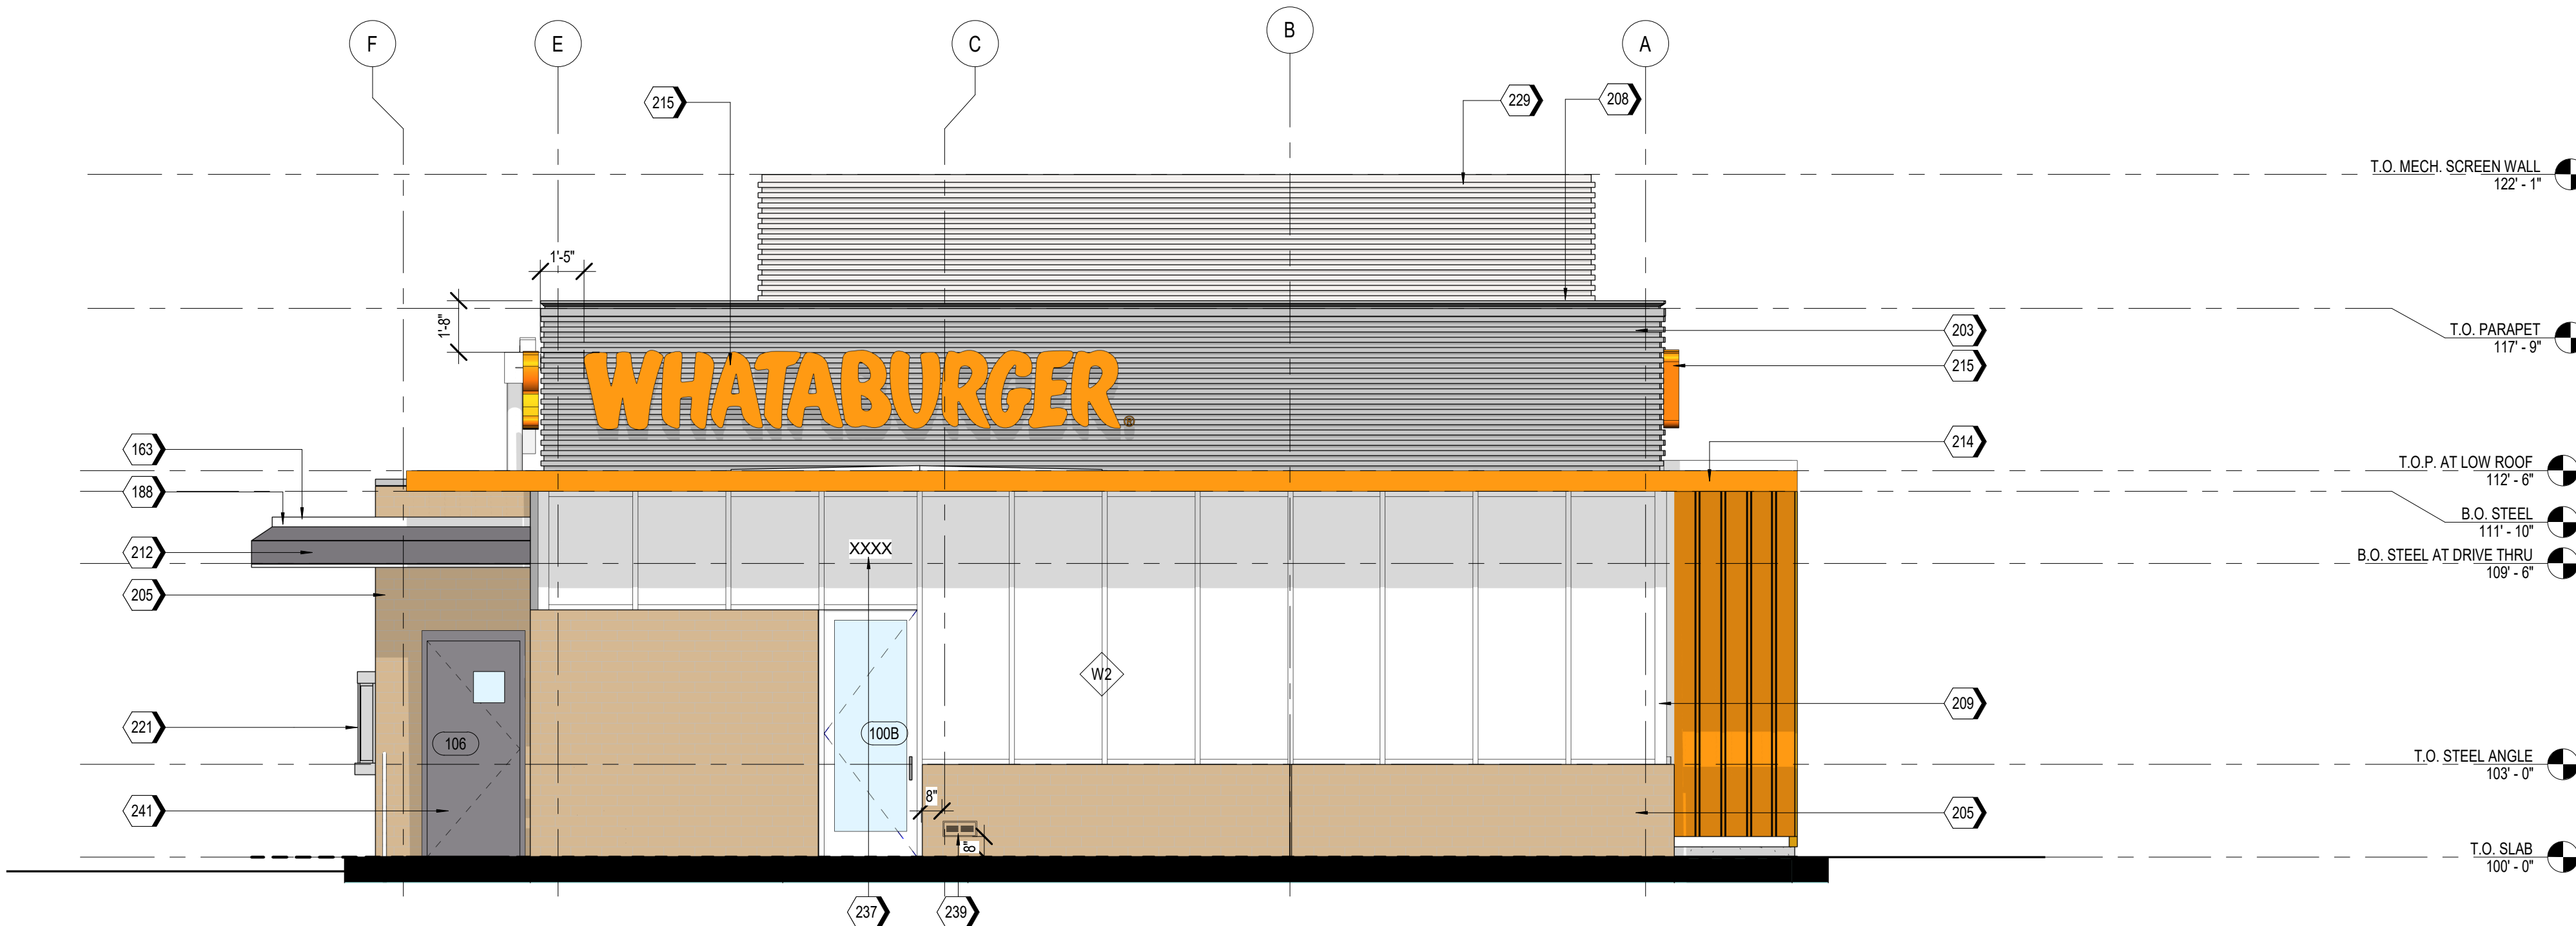 F
E
C
B
A
215
229
208
T.O. MECH. SCREEN WALL
122' - 1"
1'-5"
1'-8"
203
T.O. PARAPET
117' - 9"
215
WHATABURGER®
163
214
T.O.P. AT LOW ROOF
112' - 6"
188
B.O. STEEL
111' - 10"
212
XXXX
B.O. STEEL AT DRIVE THRU
109' - 6"
205
W2
221
106
100B
209
T.O. STEEL ANGLE
103' - 0"
241
8"
205
8"
T.O. SLAB
100' - 0"
237
239